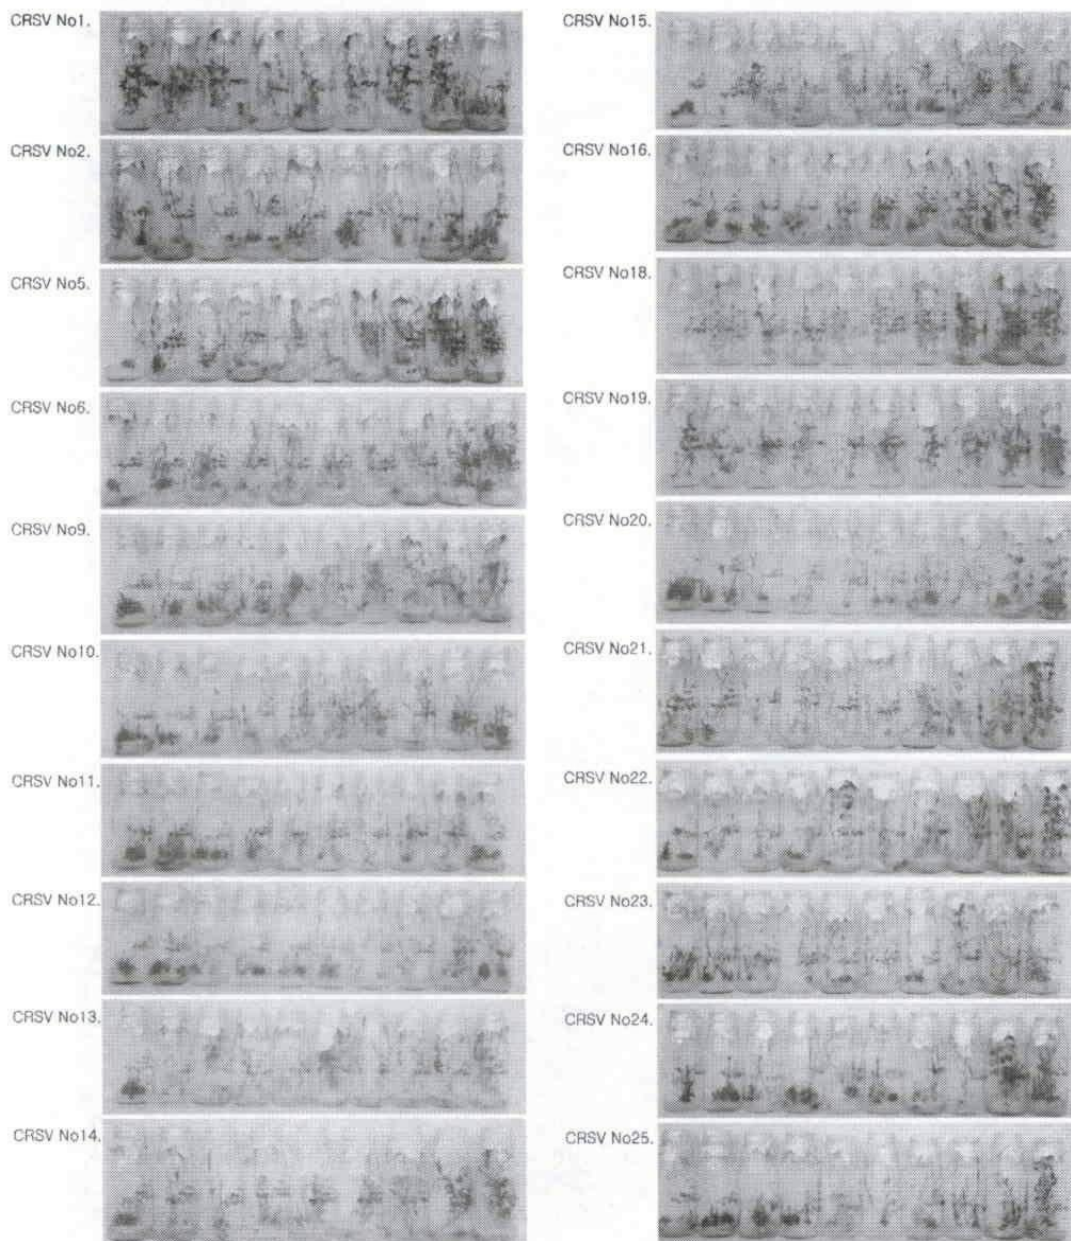 CRSV No1.
CRSV No2.
CRSV No5.
CRSV No6.
CRSV No9.
CRSV No10.
CRSV No11.
CRSV No12.
CRSV No13.
CRSV No14.
CRSV No15.
CRSV No16.
CRSV No18.
CRSV No19.
CRSV No20.
CRSV No21.
CRSV No22.
CRSV No23.
CRSV No24.
CRSV No25.